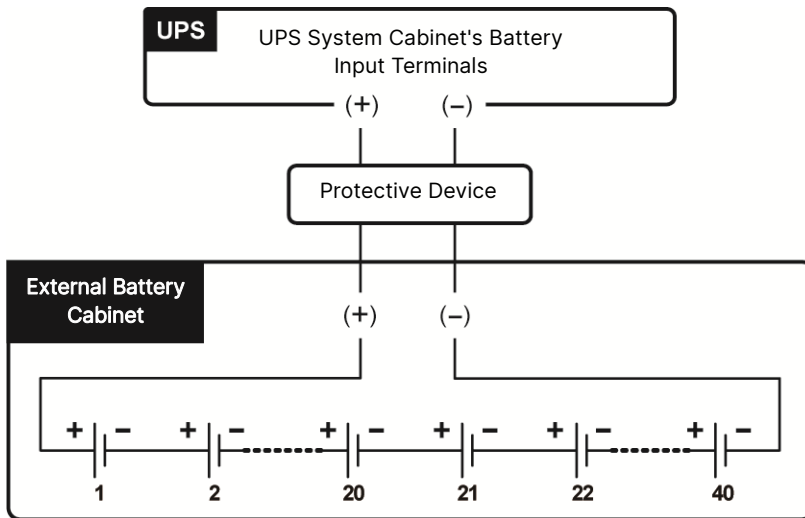 UPS
UPS System Cabinet's Battery
Input Terminals
(+) (−)
Protective Device
External Battery
Cabinet
(+) (−)
+ − + − + − + − + − + −
1 2 20 21 22 40